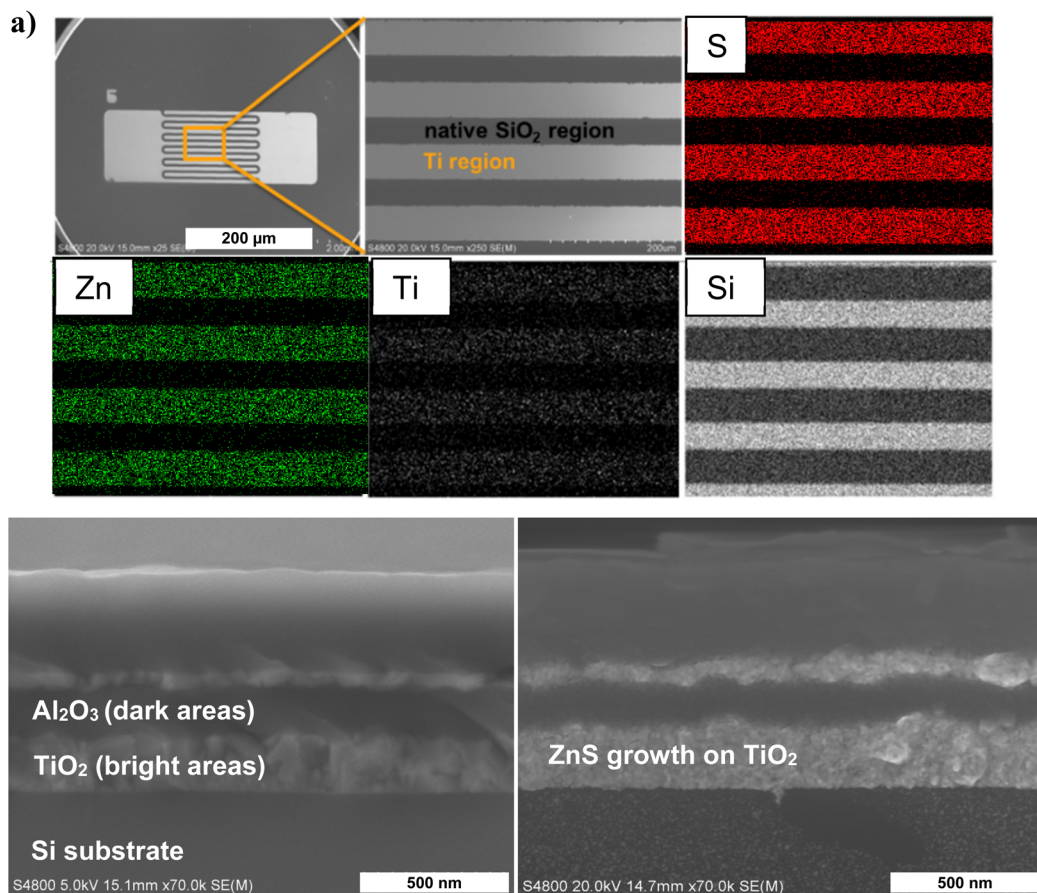 a)
S
200 µm
S4800 20.0kV 15.0mm x25 SE(M)
2.00mm
native SiO₂ region
Ti region
S4800 20.0kV 15.0mm x250 SE(M)
200um
Zn
Ti
Si
Al₂O₃ (dark areas)
TiO₂ (bright areas)
Si substrate
S4800 5.0kV 15.1mm x70.0k SE(M)
500 nm
ZnS growth on TiO₂
S4800 20.0kV 14.7mm x70.0k SE(M)
500 nm